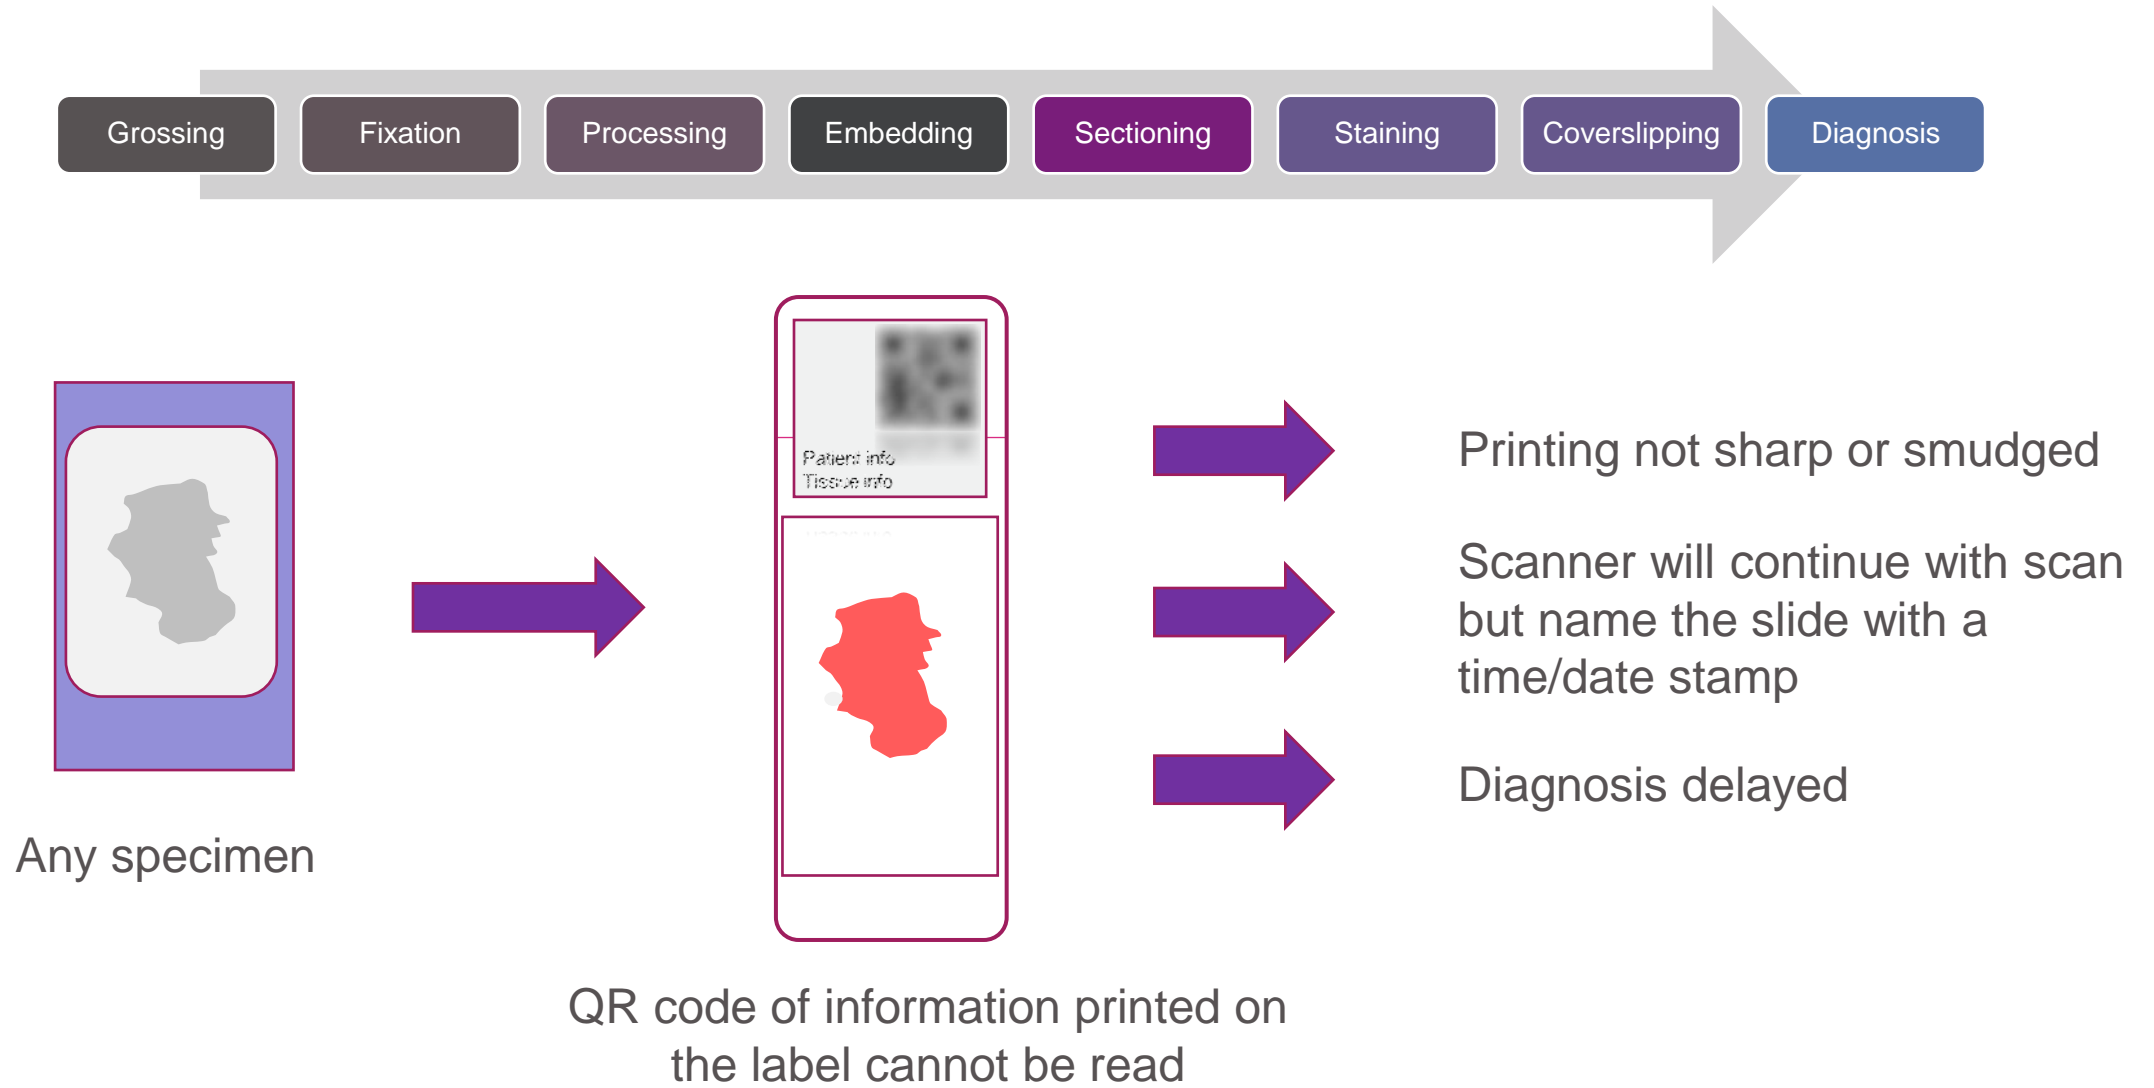 Grossing
Fixation
Processing
Embedding
Sectioning
Staining
Coverslipping
Diagnosis
Any specimen
Patient info
Tissue info
QR code of information printed on
the label cannot be read
Printing not sharp or smudged
Scanner will continue with scan
but name the slide with a
time/date stamp
Diagnosis delayed